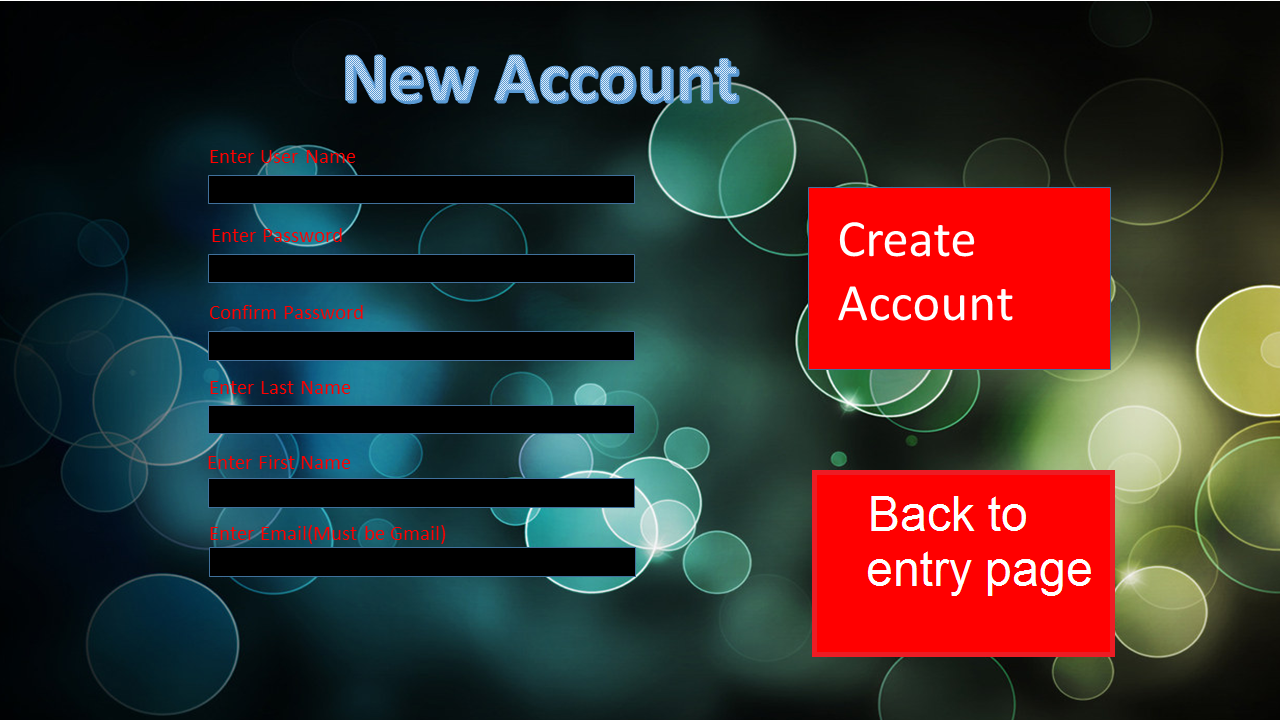 New Account
Enter User Name
Enter Password
Confirm Password
Enter Last Name
Enter First Name
Enter Email(Must be Gmail)
Create
Account
Back to
entry page